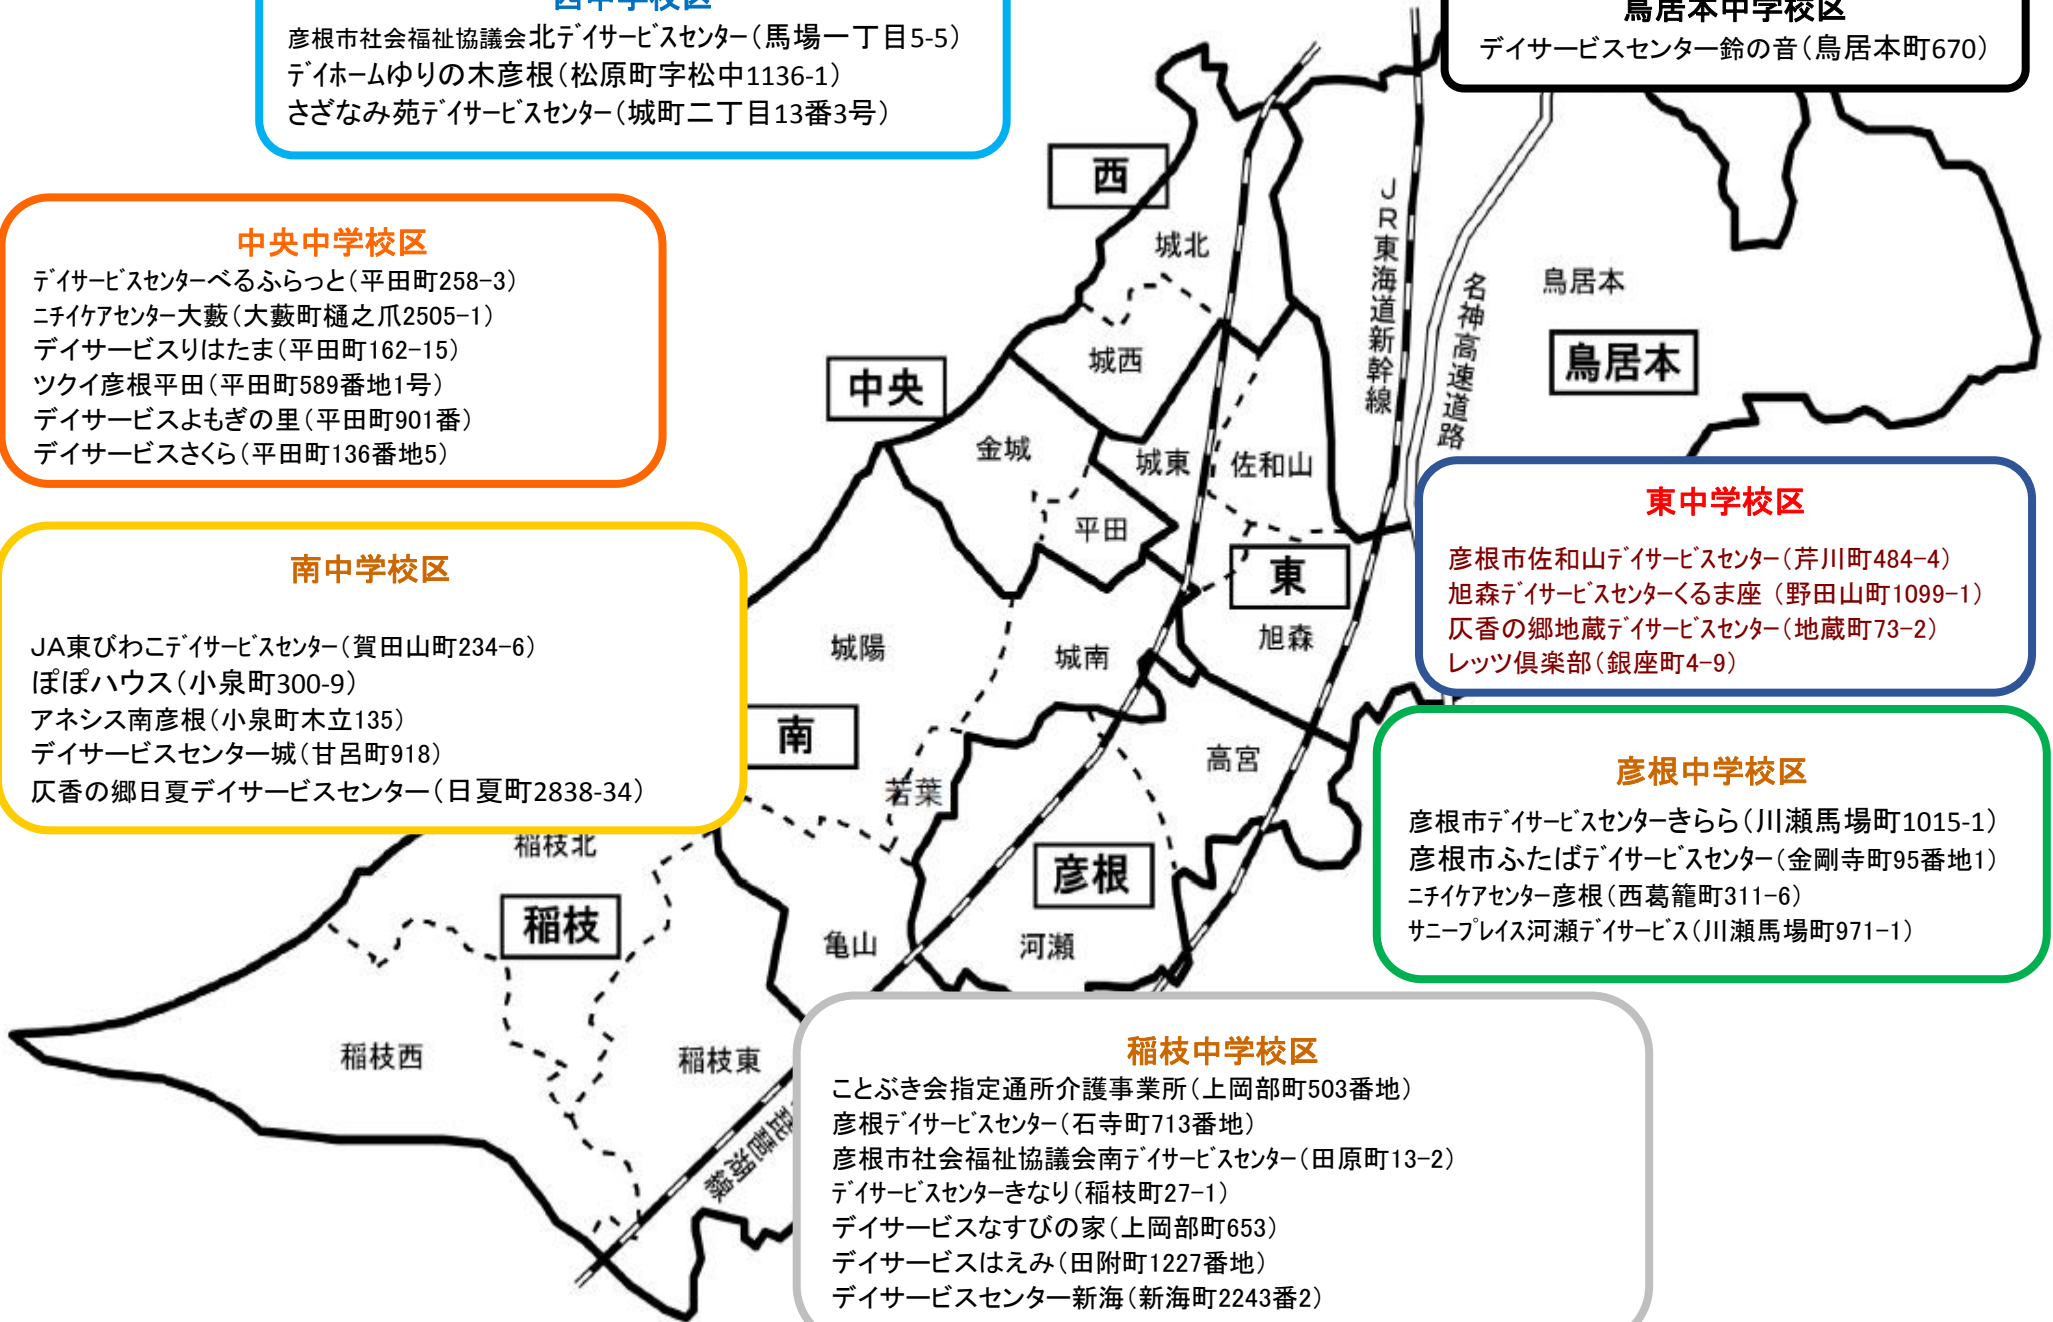 西中学校区
彦根市社会福祉協議会北ﾃﾞｲｻｰﾋﾞｽｾﾝﾀｰ(馬場一丁目5-5)
ﾃﾞｲﾎｰﾑゆりの木彦根(松原町字松中1136-1)
さざなみ苑ﾃﾞｲｻｰﾋﾞｽｾﾝﾀｰ(城町二丁目13番3号)
鳥居本中学校区
デイサービスセンター鈴の音(鳥居本町670)
中央中学校区
ﾃﾞｲｻｰﾋﾞｽｾﾝﾀｰべるふらっと(平田町258-3)
ﾆﾁｲｹｱｾﾝﾀｰ大藪(大藪町樋之爪2505-1)
デイサービスりはたま(平田町162-15)
ツクイ彦根平田(平田町589番地1号)
デイサービスよもぎの里(平田町901番)
デイサービスさくら(平田町136番地5)
南中学校区
JA東びわこﾃﾞｲｻｰﾋﾞｽｾﾝﾀｰ(賀田山町234-6)
ぽぽハウス(小泉町300-9)
アネシス南彦根(小泉町木立135)
デイサービスセンター城(甘呂町918)
仄香の郷日夏デイサービスセンター(日夏町2838-34)
東中学校区
彦根市佐和山ﾃﾞｲｻｰﾋﾞｽｾﾝﾀｰ(芹川町484-4)
旭森ﾃﾞｲｻｰﾋﾞｽｾﾝﾀｰくるま座 (野田山町1099-1)
仄香の郷地蔵ﾃﾞｲｻｰﾋﾞｽｾﾝﾀｰ(地蔵町73-2)
レッツ倶楽部(銀座町4-9)
彦根中学校区
彦根市ﾃﾞｲｻｰﾋﾞｽｾﾝﾀｰきらら(川瀬馬場町1015-1)
彦根市ふたばﾃﾞｲｻｰﾋﾞｽｾﾝﾀｰ(金剛寺町95番地1)
ﾆﾁｲｹｱｾﾝﾀｰ彦根(西葛籠町311-6)
ｻﾆｰﾌﾟﾚｲｽ河瀬ﾃﾞｲｻｰﾋﾞｽ(川瀬馬場町971-1)
稲枝中学校区
ことぶき会指定通所介護事業所(上岡部町503番地)
彦根ﾃﾞｲｻｰﾋﾞｽｾﾝﾀｰ(石寺町713番地)
彦根市社会福祉協議会南ﾃﾞｲｻｰﾋﾞｽｾﾝﾀｰ(田原町13-2)
ﾃﾞｲｻｰﾋﾞｽｾﾝﾀｰきなり(稲枝町27-1)
デイサービスなすびの家(上岡部町653)
デイサービスはえみ(田附町1227番地)
デイサービスセンター新海(新海町2243番2)
西
城北
城西
中央
金城
城東
佐和山
平田
東
旭森
JR東海道新幹線
名神高速道路
鳥居本
鳥居本
城陽
城南
南
若葉
高宮
彦根
河瀬
亀山
稲枝北
稲枝
稲枝西
稲枝東
琵琶湖線